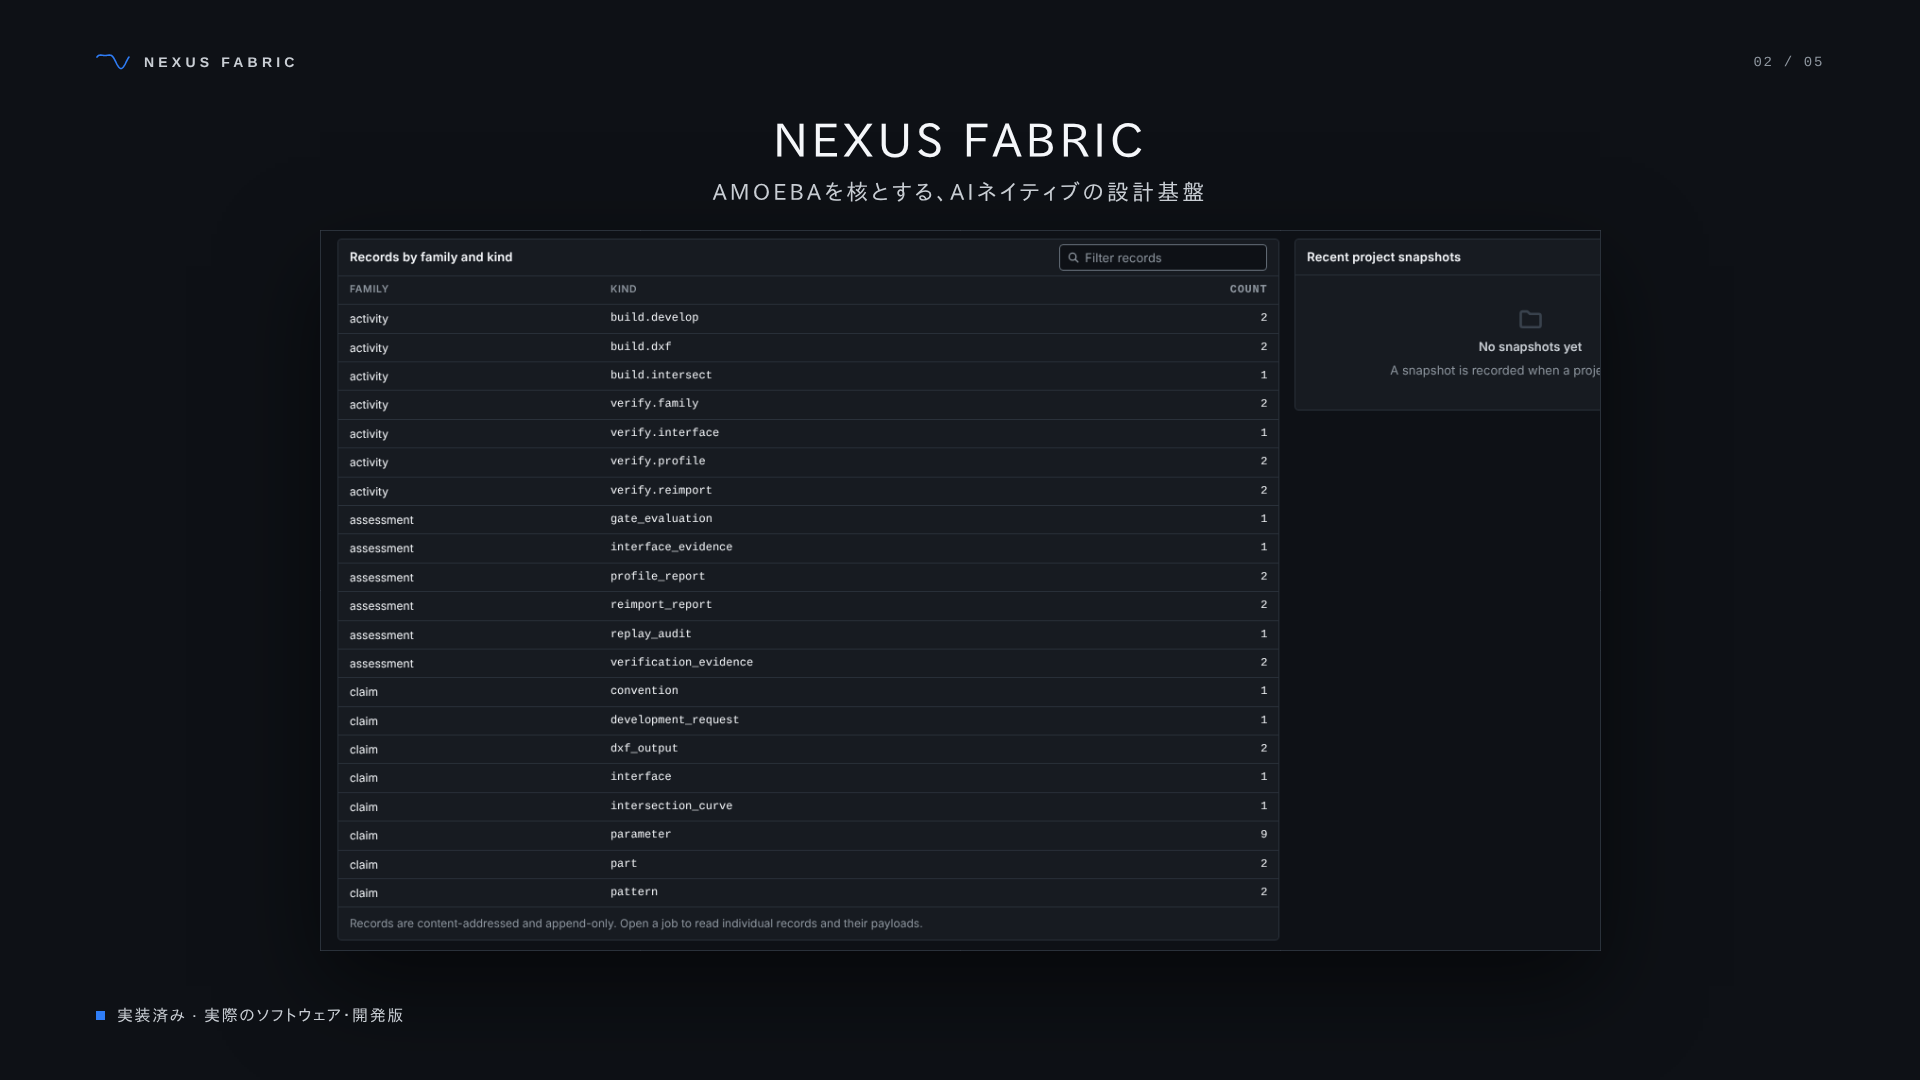 NEXUS FABRIC
02 / 05
NEXUS FABRIC
AMOEBAを核とする、AIネイティブの設計基盤
Records by family and kind
Filter records
FAMILY KIND COUNT
activity build.develop 2
activity build.dxf 2
activity build.intersect 1
activity verify.family 2
activity verify.interface 1
activity verify.profile 2
activity verify.reimport 2
assessment gate_evaluation 1
assessment interface_evidence 1
assessment profile_report 2
assessment reimport_report 2
assessment replay_audit 1
assessment verification_evidence 2
claim convention 1
claim development_request 1
claim dxf_output 2
claim interface 1
claim intersection_curve 1
claim parameter 9
claim part 2
claim pattern 2
Records are content-addressed and append-only. Open a job to read individual records and their payloads.
Recent project snapshots
No snapshots yet
A snapshot is recorded when a proje
実装済み · 実際のソフトウェア・開発版